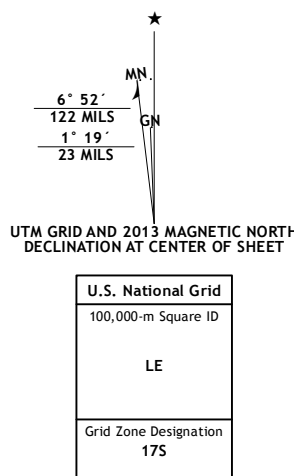 ★
MN
GN
6° 52´
122 MILS
1° 19´
23 MILS
UTM GRID AND 2013 MAGNETIC NORTH
DECLINATION AT CENTER OF SHEET
U.S. National Grid
100,000-m Square ID
LE
Grid Zone Designation
17S